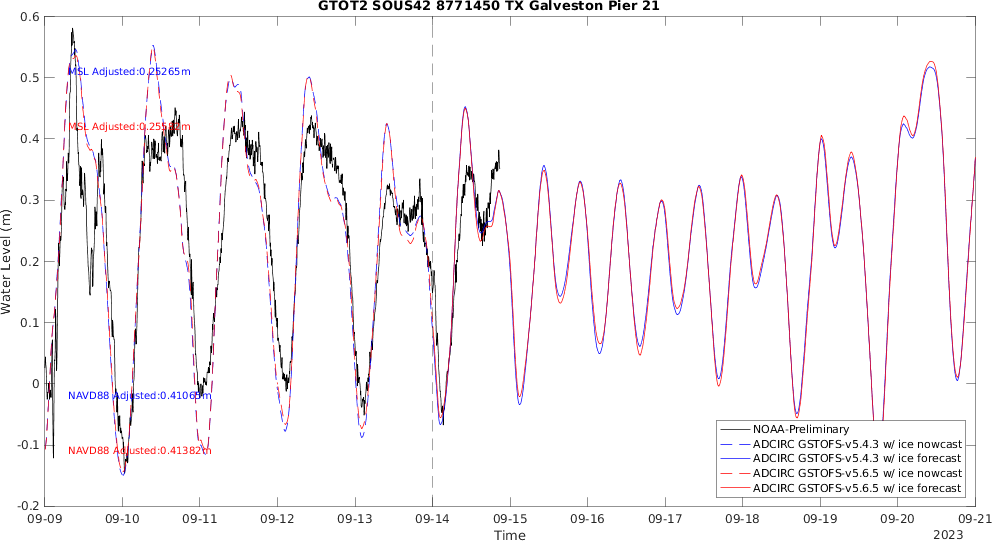 GTOT2 SOUS42 8771450 TX Galveston Pier 21
0.6
0.5
0.4
0.3
0.2
0.1
0
-0.1
-0.2
Water Level (m)
MSL Adjusted:0.25265m
NAVD88 Adjusted:0.41065m
NAVD88 Adjusted:0.41382m
NOAA-Preliminary
ADCIRC GSTOFS-v5.4.3 w/ ice nowcast
ADCIRC GSTOFS-v5.4.3 w/ ice forecast
ADCIRC GSTOFS-v5.6.5 w/ ice nowcast
ADCIRC GSTOFS-v5.6.5 w/ ice forecast
09-09 09-10 09-11 09-12 09-13 09-14 09-15 09-16 09-17 09-18 09-19 09-20 09-21
Time
2023